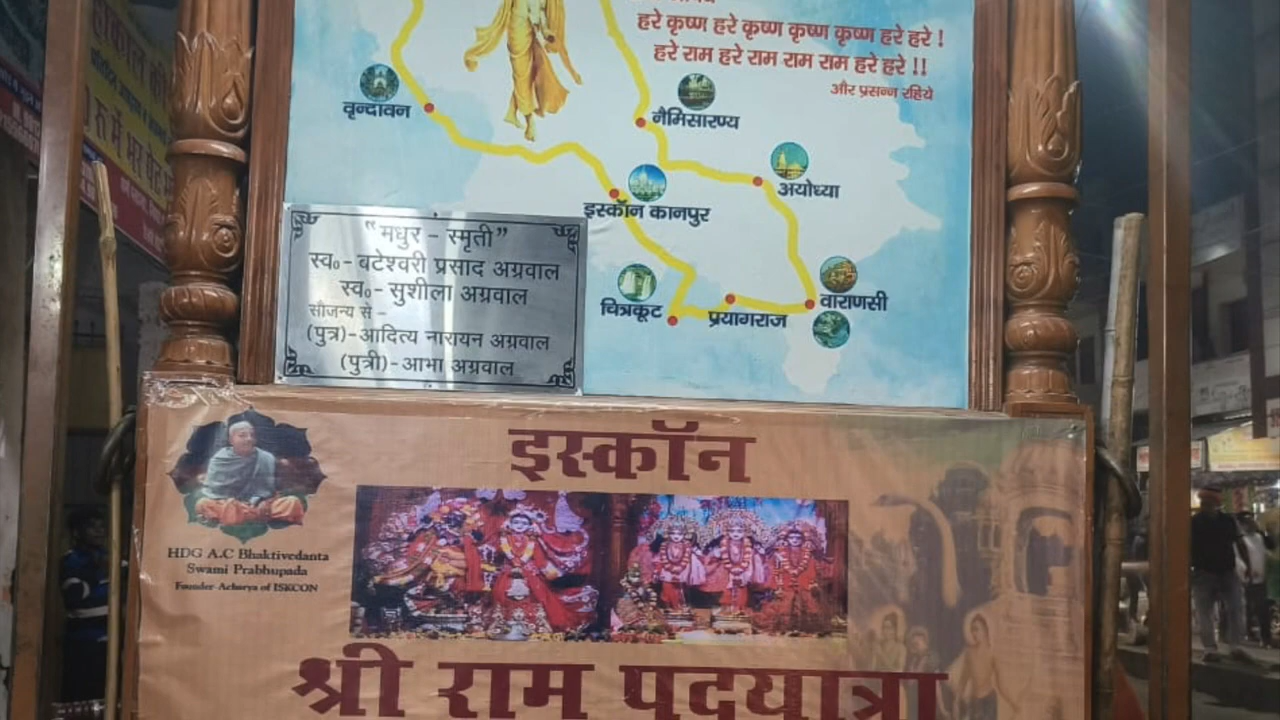 हरे कृष्ण हरे कृष्ण कृष्ण कृष्ण हरे हरे !
हरे राम हरे राम राम राम हरे हरे !!
और प्रसन्न रहिये
वृन्दावन
नैमिसारण्य
अयोध्या
इस्कॉन कानपुर
वाराणसी
चित्रकूट
प्रयागराज
"मधुर - स्मृती"
स्व०- बटेश्वरी प्रसाद अग्रवाल
स्व०- सुशीला अग्रवाल
सौजन्य से -
(पुत्र)- आदित्य नारायन अग्रवाल
(पुत्री)- आभा अग्रवाल
इस्कॉन
HDG A.C Bhaktivedanta
Swami Prabhupada
Founder-Acharya of ISKCON
श्री राम पदयात्रा